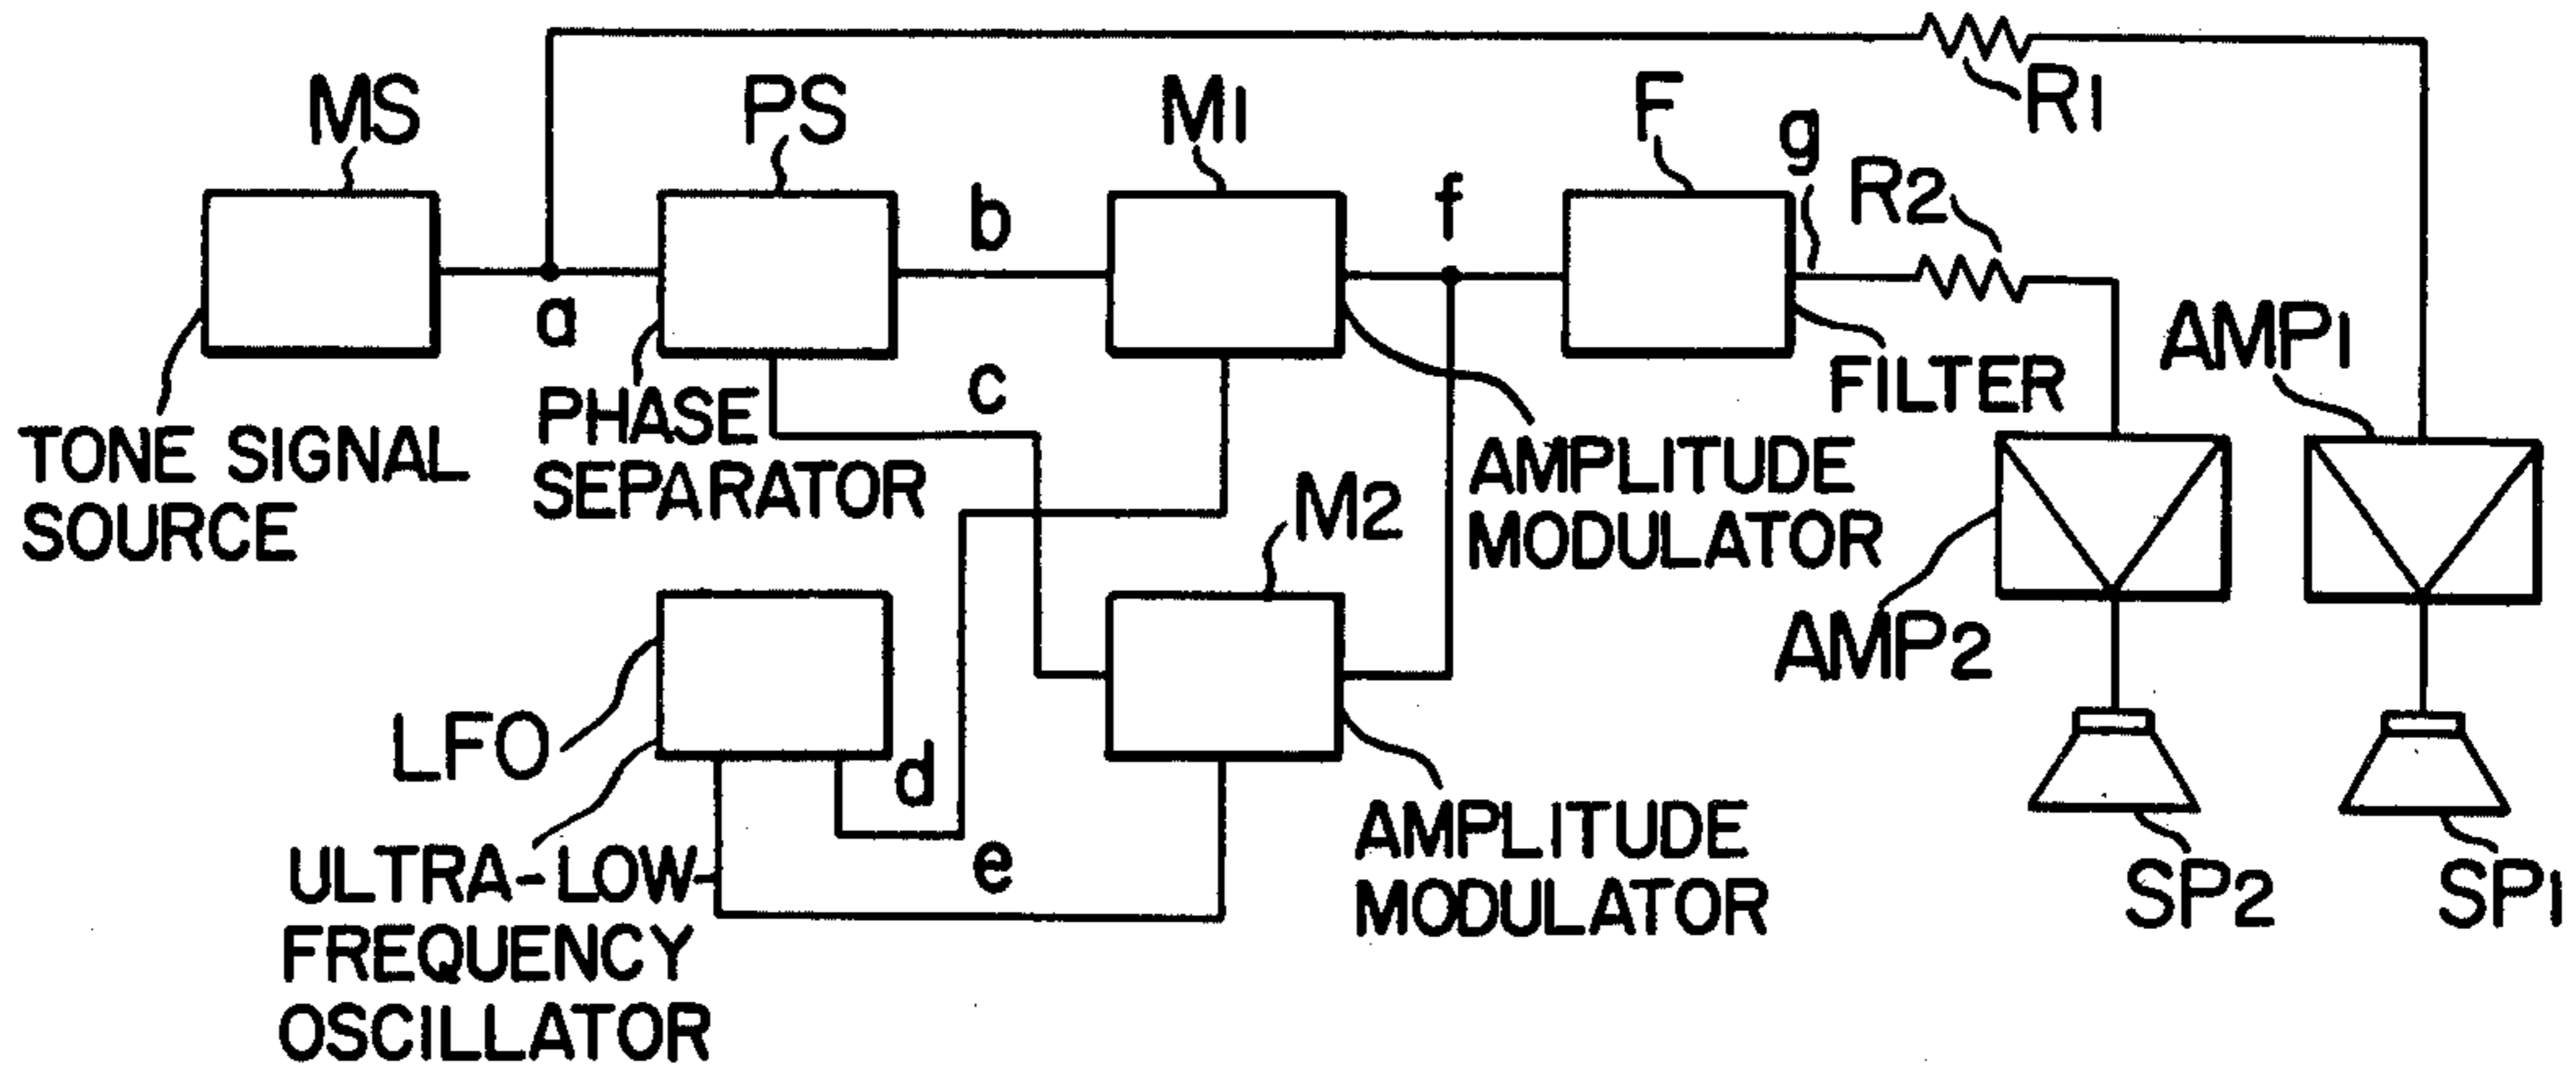 MS
PS
M1
F
g
R1
R2
b
f
a
c
AMP1
TONE SIGNAL
SOURCE
PHASE
SEPARATOR
FILTER
AMPLITUDE
MODULATOR
M2
AMP2
LFO
d
e
ULTRA-LOW-
FREQUENCY
OSCILLATOR
AMPLITUDE
MODULATOR
SP2
SP1